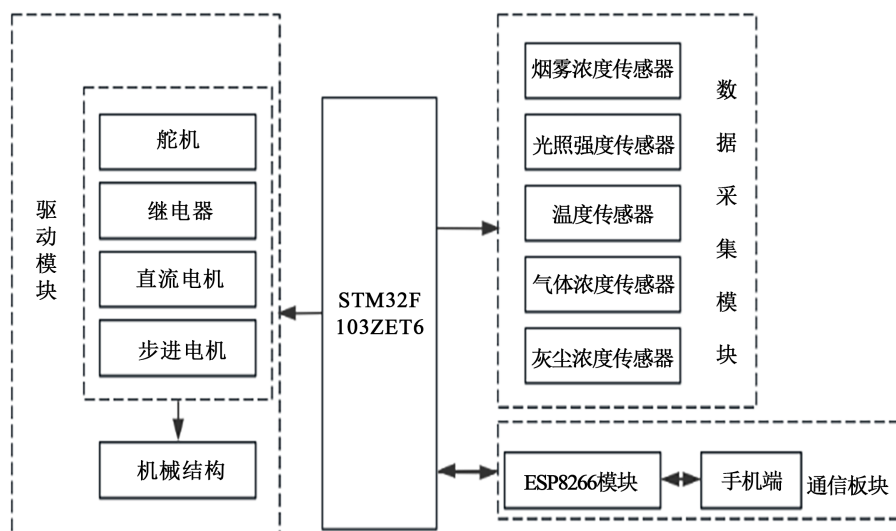 驱动模块
舵机
继电器
直流电机
步进电机
机械结构
STM32F
103ZET6
烟雾浓度传感器
光照强度传感器
温度传感器
气体浓度传感器
灰尘浓度传感器
数据采集模块
ESP8266模块
手机端
通信板块